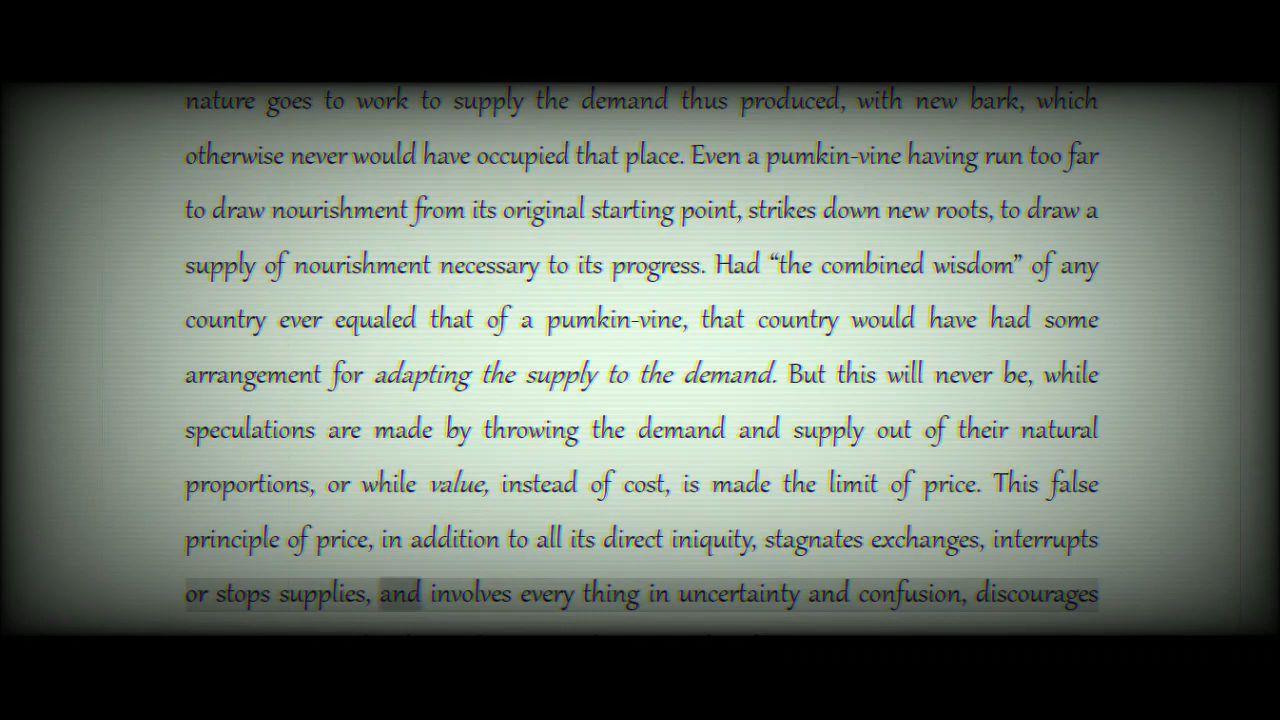 nature goes to work to supply the demand thus produced, with new bark, which
otherwise never would have occupied that place. Even a pumkin-vine having run too far
to draw nourishment from its original starting point, strikes down new roots, to draw a
supply of nourishment necessary to its progress. Had “the combined wisdom” of any
country ever equaled that of a pumkin-vine, that country would have had some
arrangement for adapting the supply to the demand. But this will never be, while
speculations are made by throwing the demand and supply out of their natural
proportions, or while value, instead of cost, is made the limit of price. This false
principle of price, in addition to all its direct iniquity, stagnates exchanges, interrupts
or stops supplies, and involves every thing in uncertainty and confusion, discourages